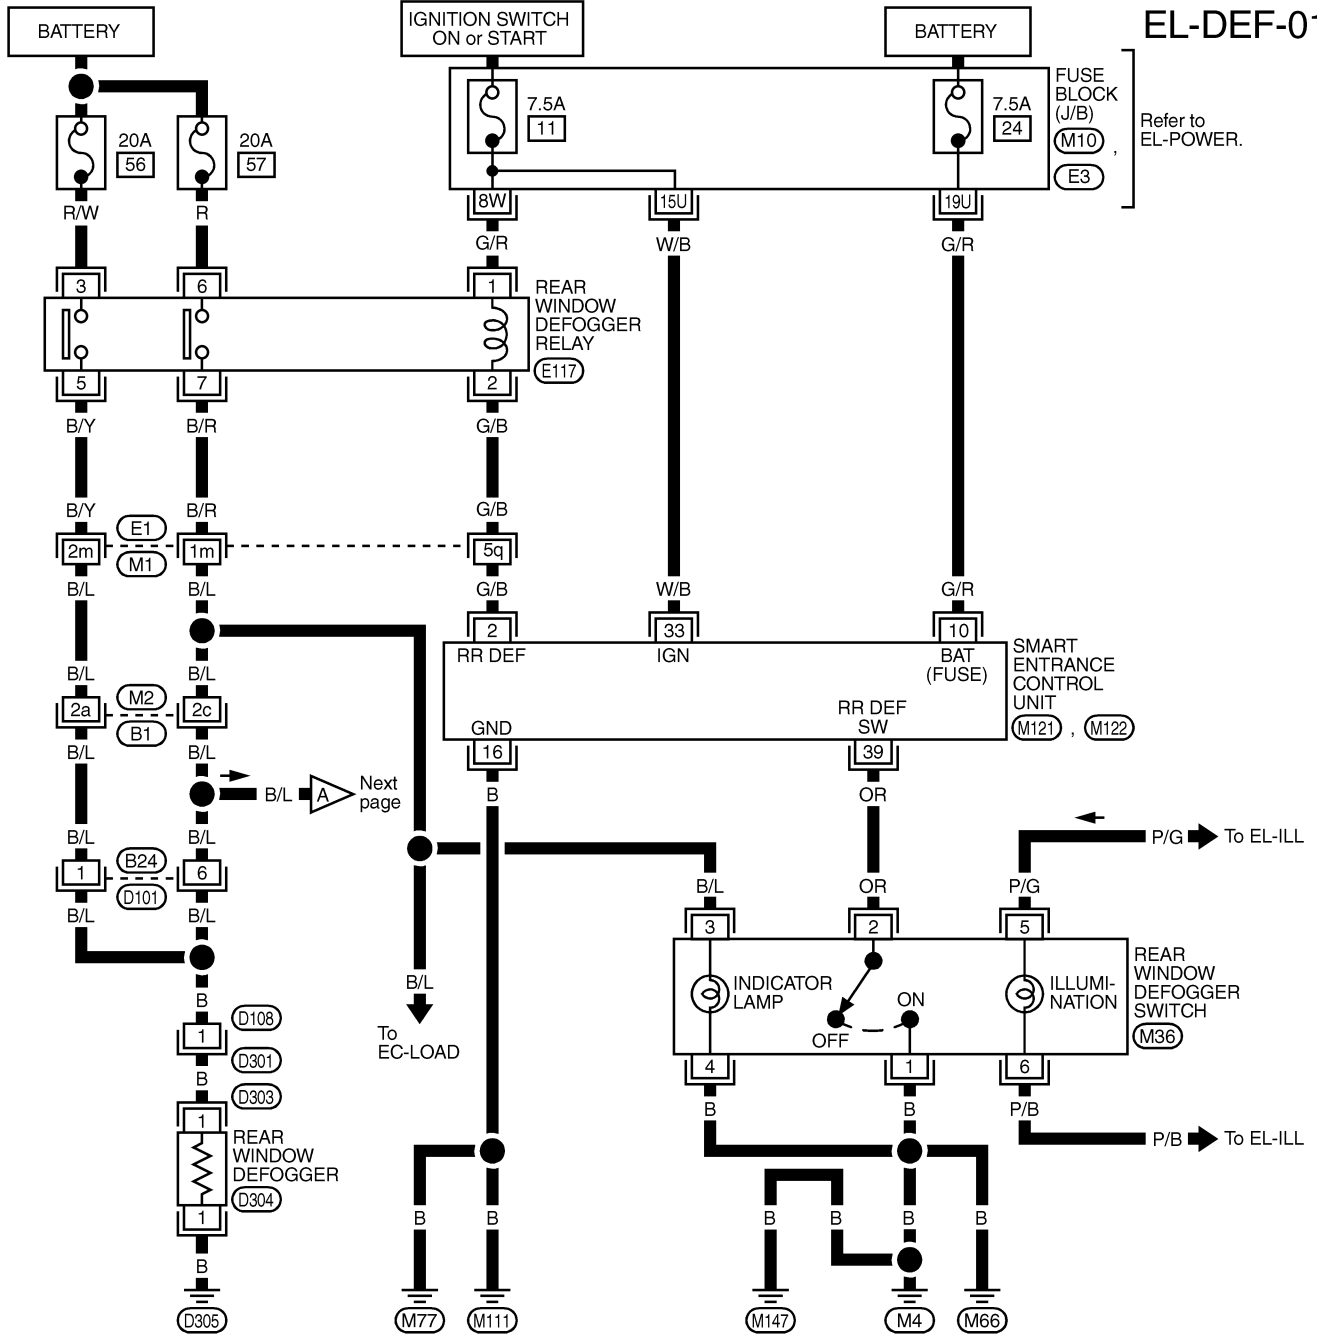 BATTERY
IGNITION SWITCH
ON or START
BATTERY
EL-DEF-01
20A
56
20A
57
7.5A
11
7.5A
24
FUSE
BLOCK
(J/B)
M10 ,
E3
Refer to
EL-POWER.
R/W
R
8W
15U
19U
G/R
W/B
G/R
3
6
1
REAR
WINDOW
DEFOGGER
RELAY
E117
5
7
2
B/Y
B/R
G/B
B/Y
B/R
G/B
E1
2m
1m
5q
M1
B/L
B/L
G/B
W/B
G/R
2
33
10
RR DEF
IGN
BAT
(FUSE)
SMART
ENTRANCE
CONTROL
UNIT
M121 , M122
B/L
B/L
M2
2a
2c
B1
RR DEF
SW
GND
16
39
B/L
B/L
B/L
A
Next
page
B
OR
B/L
B/L
B24
1
6
D101
P/G
To EL-ILL
B/L
OR
P/G
B/L
B/L
3
2
5
INDICATOR
LAMP
ON
OFF
ILLUMI-
NATION
REAR
WINDOW
DEFOGGER
SWITCH
M36
B/L
To
EC-LOAD
B
D108
1
D301
B
D303
1
REAR
WINDOW
DEFOGGER
D304
1
4
1
6
B
B
P/B
P/B
To EL-ILL
B
B
B
B
B
B
B
D305
M77
M111
M147
M4
M66